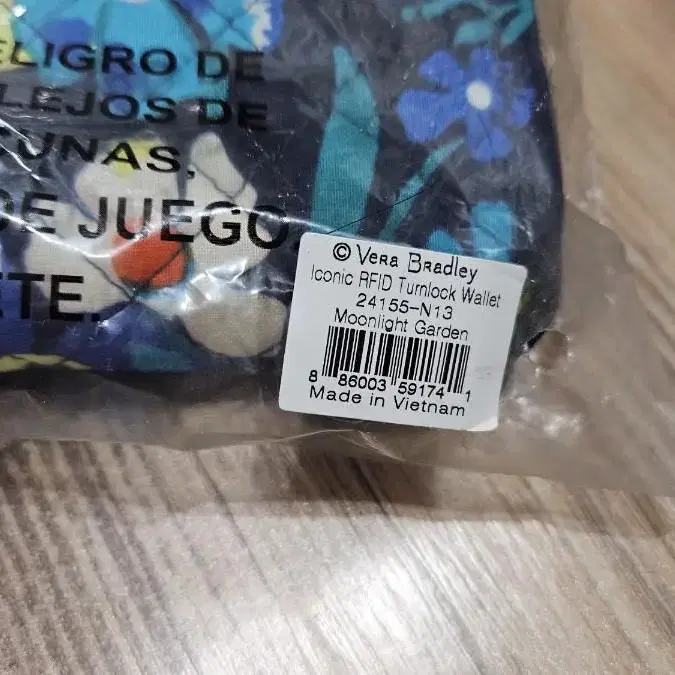 ELIGRO DE
LEJOS DE
CUNAS,
DE JUEGO.
ETE.
© VERA BRADLEY
Iconic RFID Turnlock Wallet
24155-N13
Moonlight Garden
8 86003 59174 1
Made in Vietnam